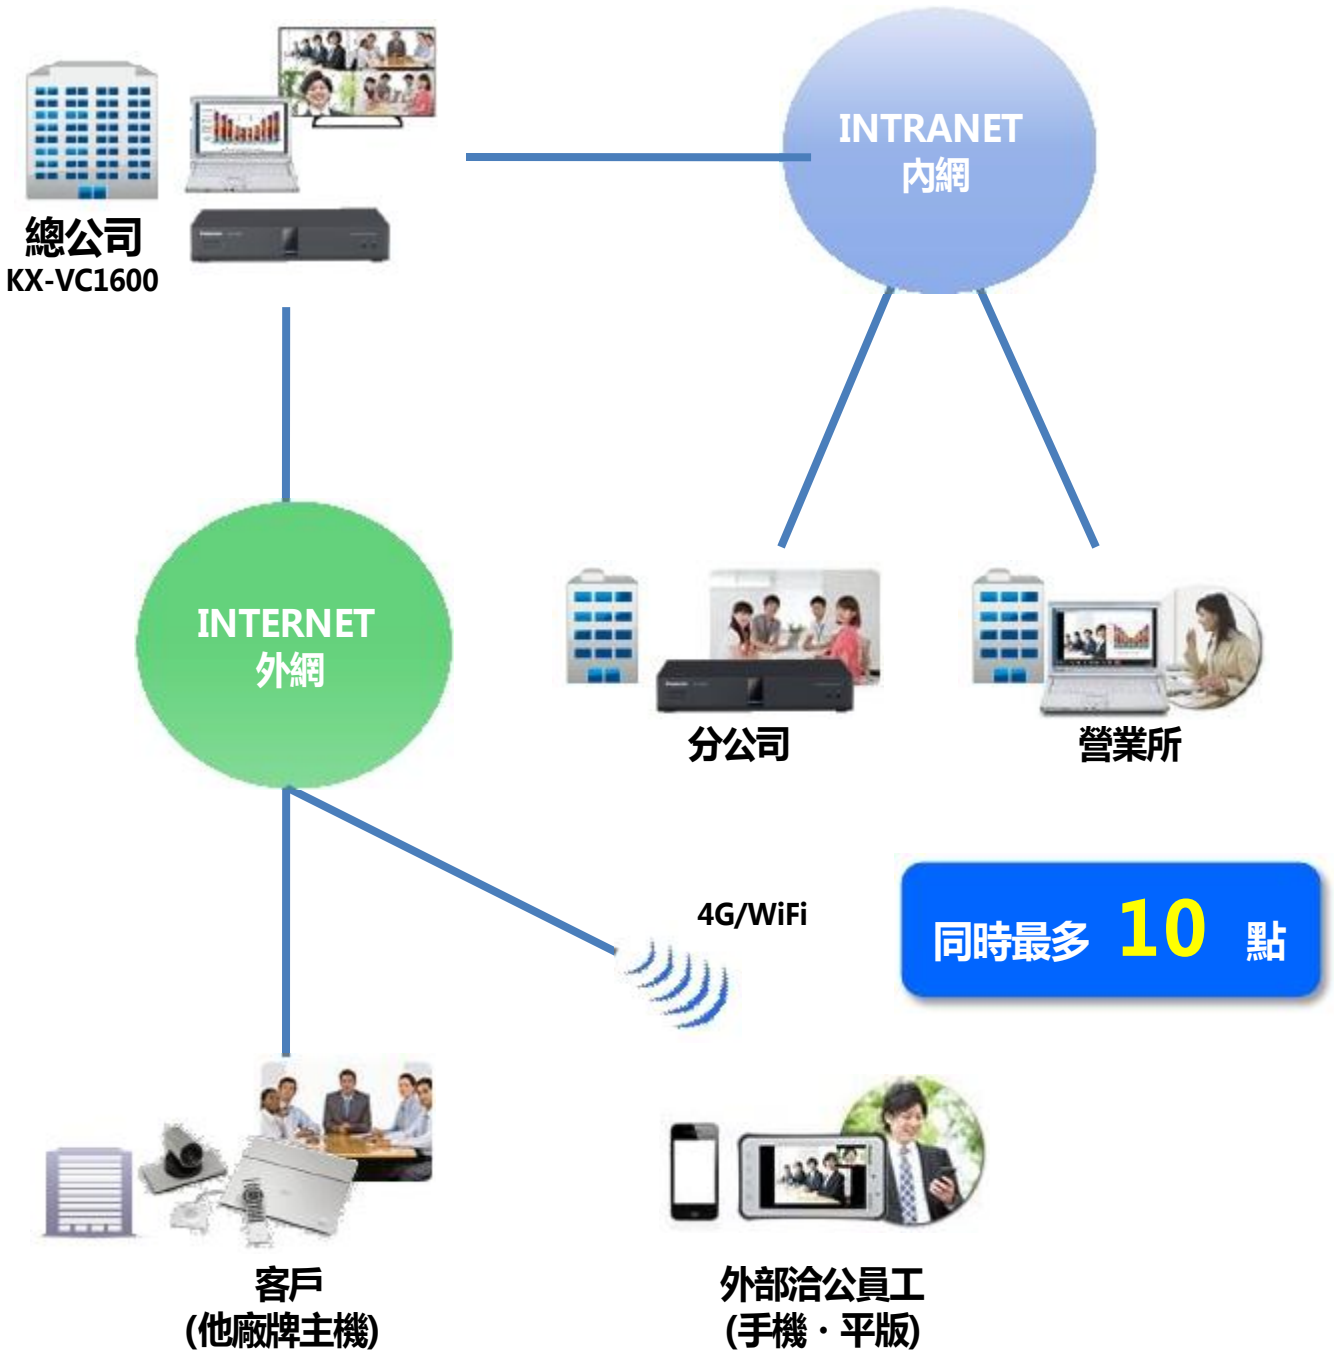 INTRANET
內網
總公司
KX-VC1600
INTERNET
外網
分公司
營業所
4G/WiFi
同時最多 10 點
客戶
(他廠牌主機)
外部洽公員工
(手機‧平版)